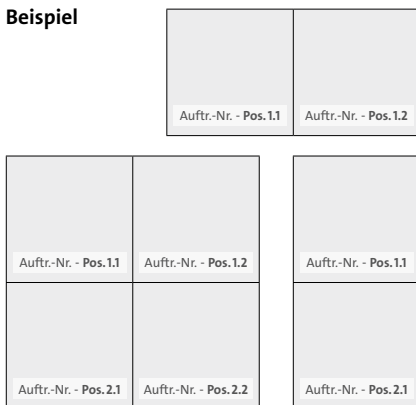 Beispiel
Auftr.-Nr. - Pos. 1.1 Auftr.-Nr. - Pos. 1.2
Auftr.-Nr. - Pos. 1.1 Auftr.-Nr. - Pos. 1.2 Auftr.-Nr. - Pos. 1.1
Auftr.-Nr. - Pos. 2.1 Auftr.-Nr. - Pos. 2.2 Auftr.-Nr. - Pos. 2.1